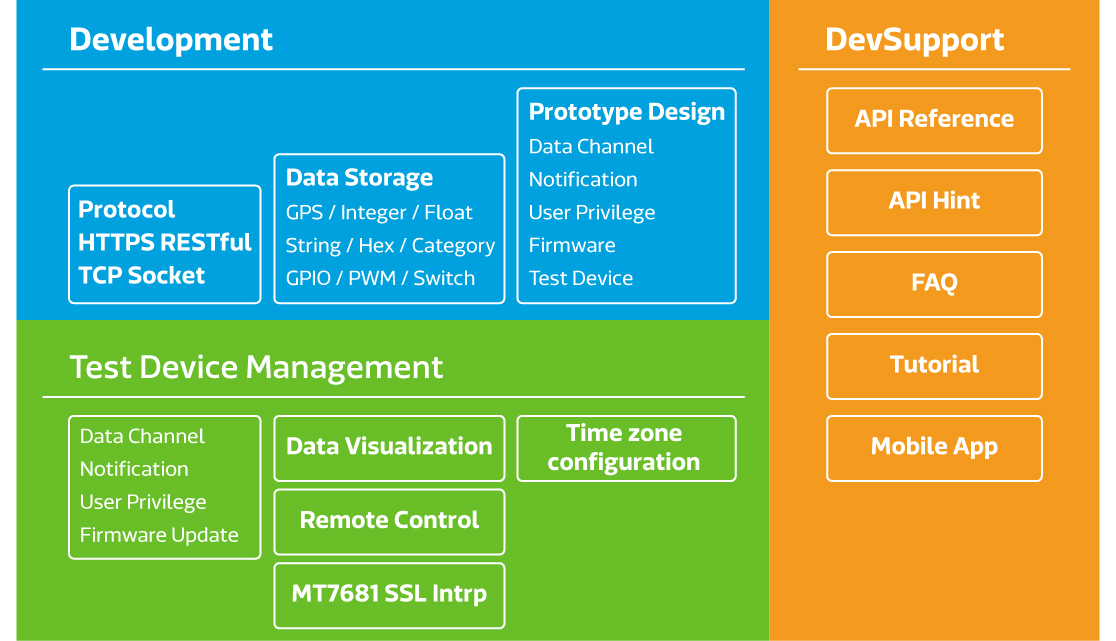 Development
Protocol
HTTPS RESTful
TCP Socket
Data Storage
GPS / Integer / Float
String / Hex / Category
GPIO / PWM / Switch
Prototype Design
Data Channel
Notification
User Privilege
Firmware
Test Device
Test Device Management
Data Channel
Notification
User Privilege
Firmware Update
Data Visualization
Remote Control
MT7681 SSL Intrp
Time zone
configuration
DevSupport
API Reference
API Hint
FAQ
Tutorial
Mobile App